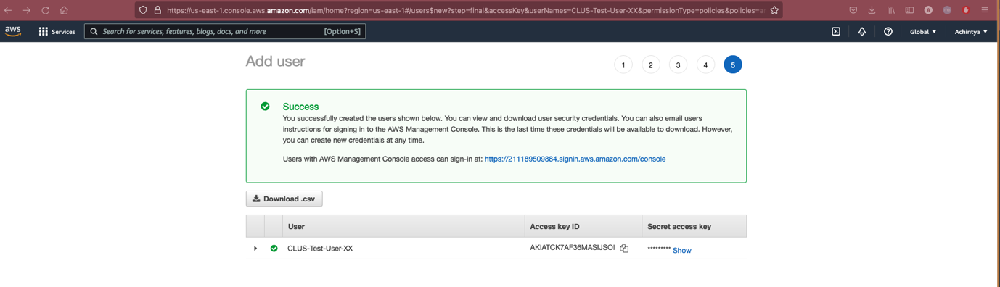 https://us-east-1.console.aws.amazon.com/iam/home?region=us-east-1#/users$new?step=final&accessKey&userNames=CLUS-Test-User-XX&permissionType=policies&policies=a
aws Services Search for services, features, blogs, docs, and more [Option+S] Global Achintya
Add user 1 2 3 4 5
Success
You successfully created the users shown below. You can view and download user security credentials. You can also email users
instructions for signing in to the AWS Management Console. This is the last time these credentials will be available to download. However,
you can create new credentials at any time.
Users with AWS Management Console access can sign-in at: https://211189509884.signin.aws.amazon.com/console
Download .csv
User Access key ID Secret access key
CLUS-Test-User-XX AKIATCK7AF36MASIJSOI ********* Show